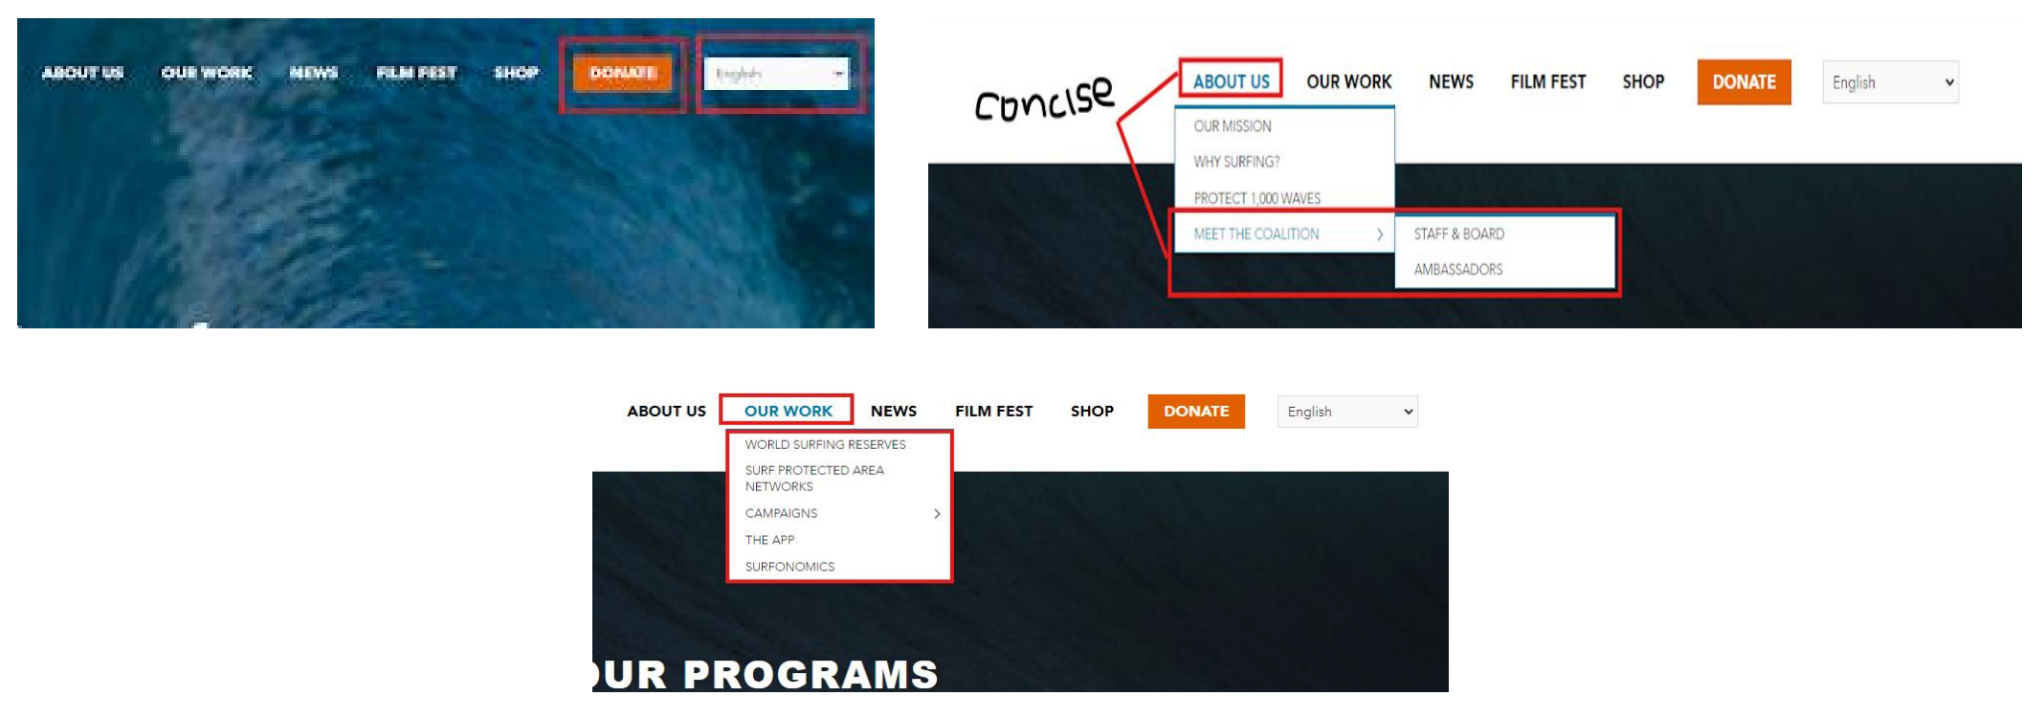 ABOUT US OUR WORK NEWS FILM FEST SHOP DONATE English
concise
ABOUT US OUR WORK NEWS FILM FEST SHOP DONATE English
OUR MISSION
WHY SURFING?
PROTECT 1,000 WAVES
MEET THE COALITION > STAFF & BOARD
AMBASSADORS
ABOUT US OUR WORK NEWS FILM FEST SHOP DONATE English
WORLD SURFING RESERVES
SURF PROTECTED AREA
NETWORKS
CAMPAIGNS >
THE APP
SURFONOMICS
OUR PROGRAMS